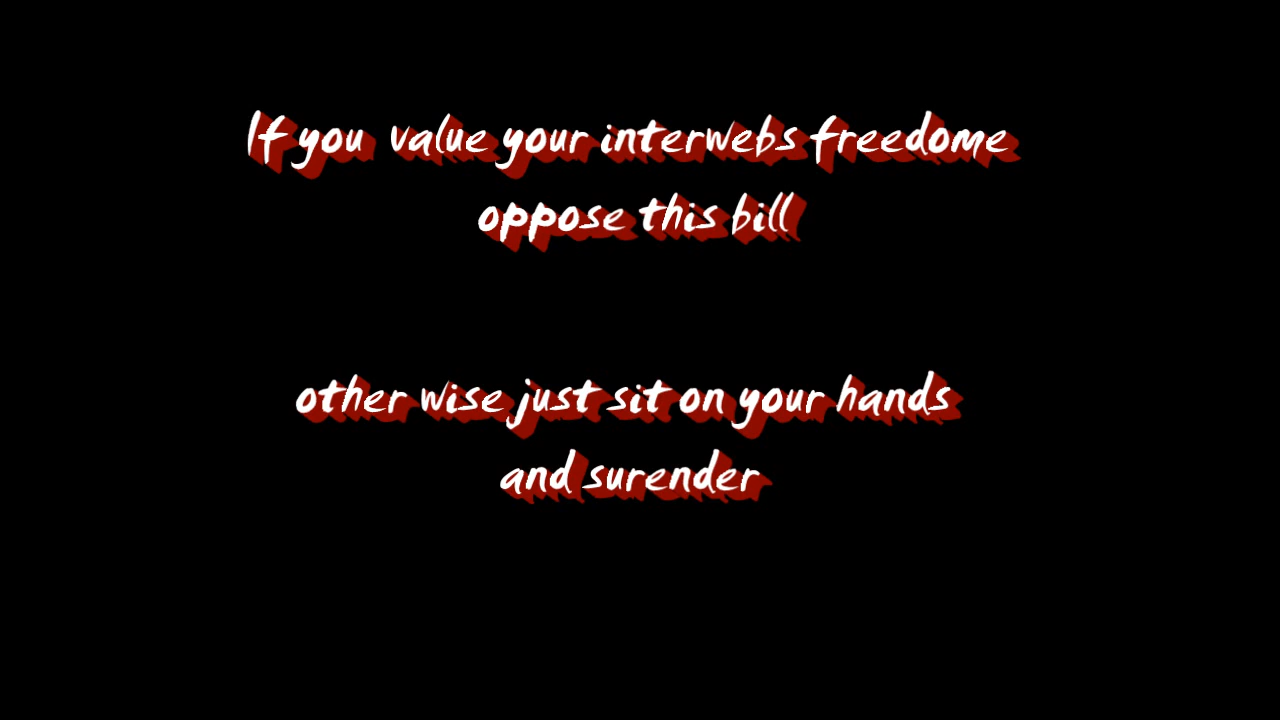 If you value your interwebs freedome
oppose this bill
other wise just sit on your hands
and surender